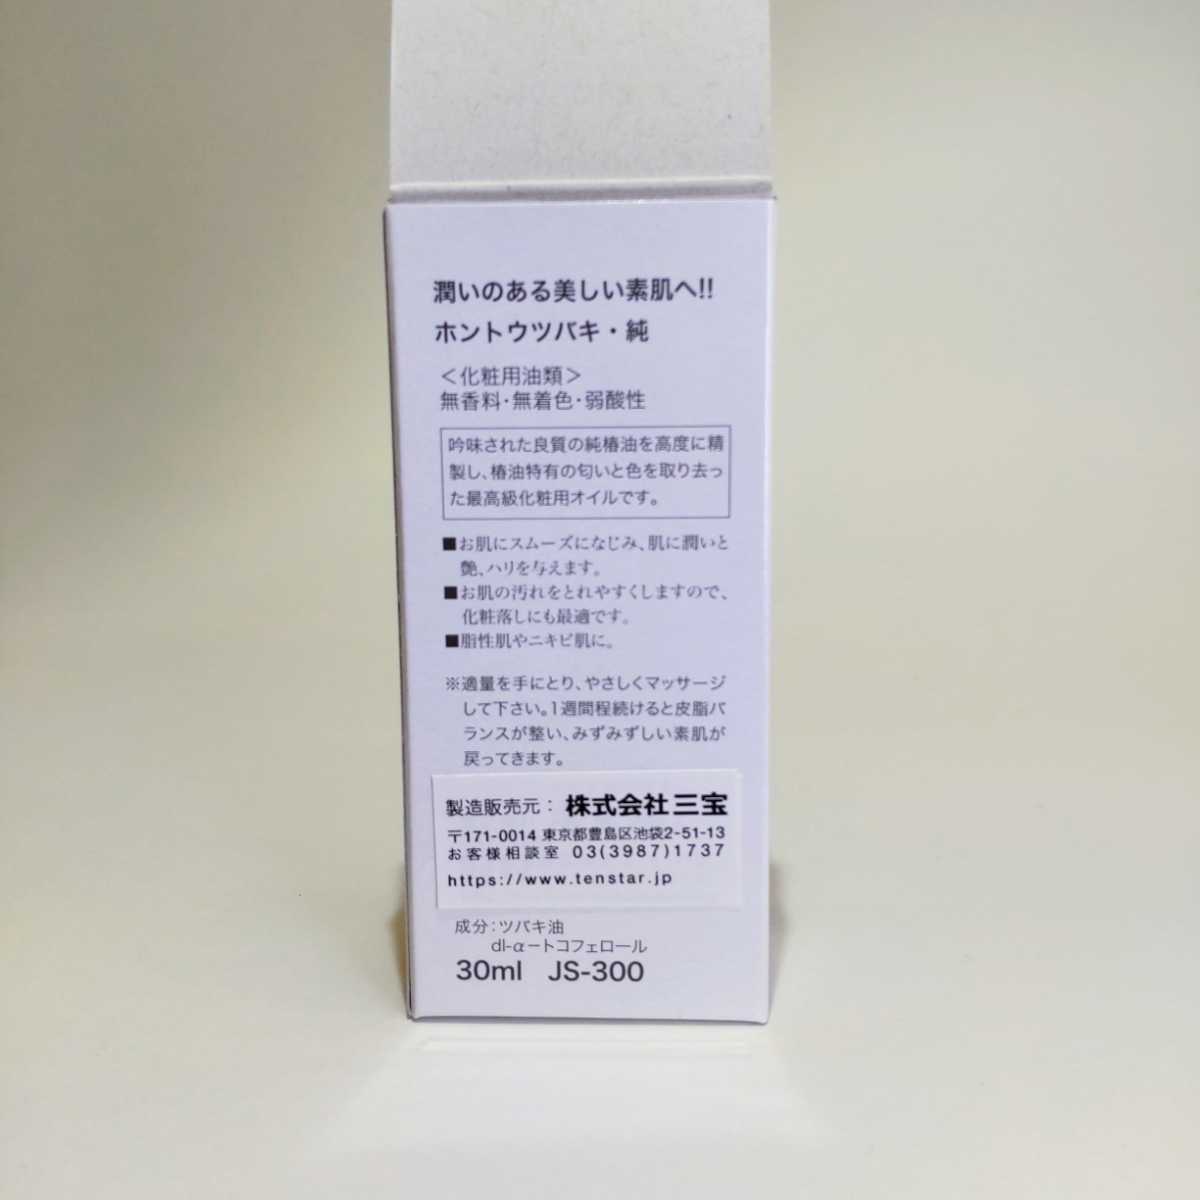 潤いのある美しい素肌へ!!
ホントウツバキ・純
＜化粧用油類＞
無香料・無着色・弱酸性
吟味された良質の純椿油を高度に精
製し、椿油特有の匂いと色を取り去っ
た最高級化粧用オイルです。
■お肌にスムーズになじみ、肌に潤いと
艶、ハリを与えます。
■お肌の汚れをとれやすくしますので、
化粧落しにも最適です。
■脂性肌やニキビ肌に。
※適量を手にとり、やさしくマッサージ
して下さい。1週間程続けると皮脂バ
ランスが整い、みずみずしい素肌が
戻ってきます。
製造販売元： 株式会社三宝
〒171-0014 東京都豊島区池袋2-51-13
お客様相談室 03(3987)1737
https://www.tenstar.jp
成分：ツバキ油
dl-αートコフェロール
30ml JS-300